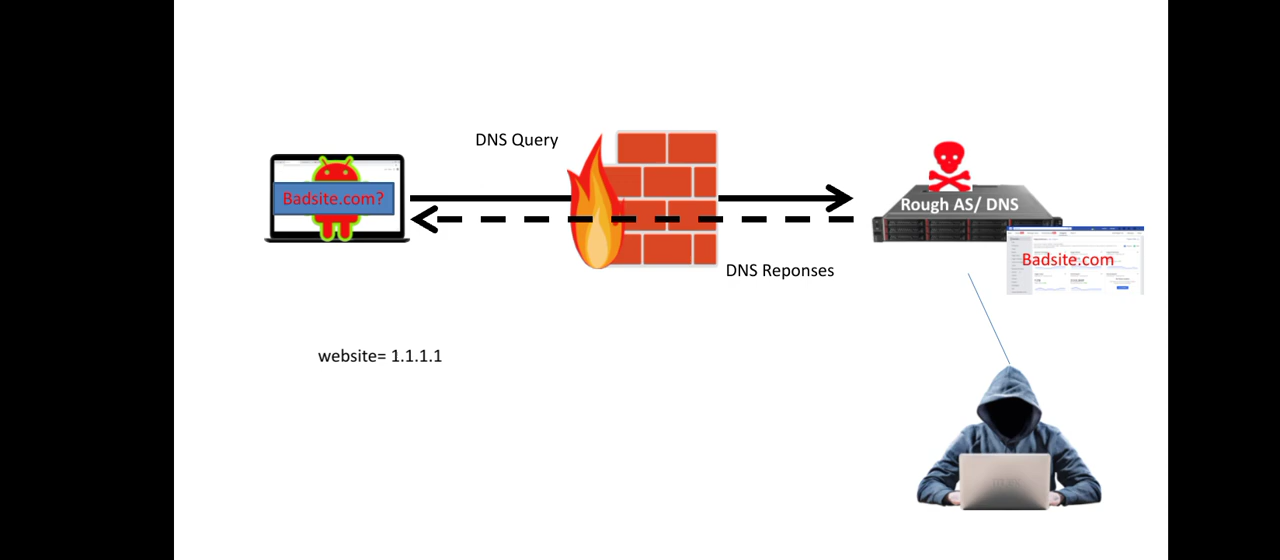 DNS Query
Badsite.com?
Rough AS/ DNS
Badsite.com
DNS Reponses
website= 1.1.1.1